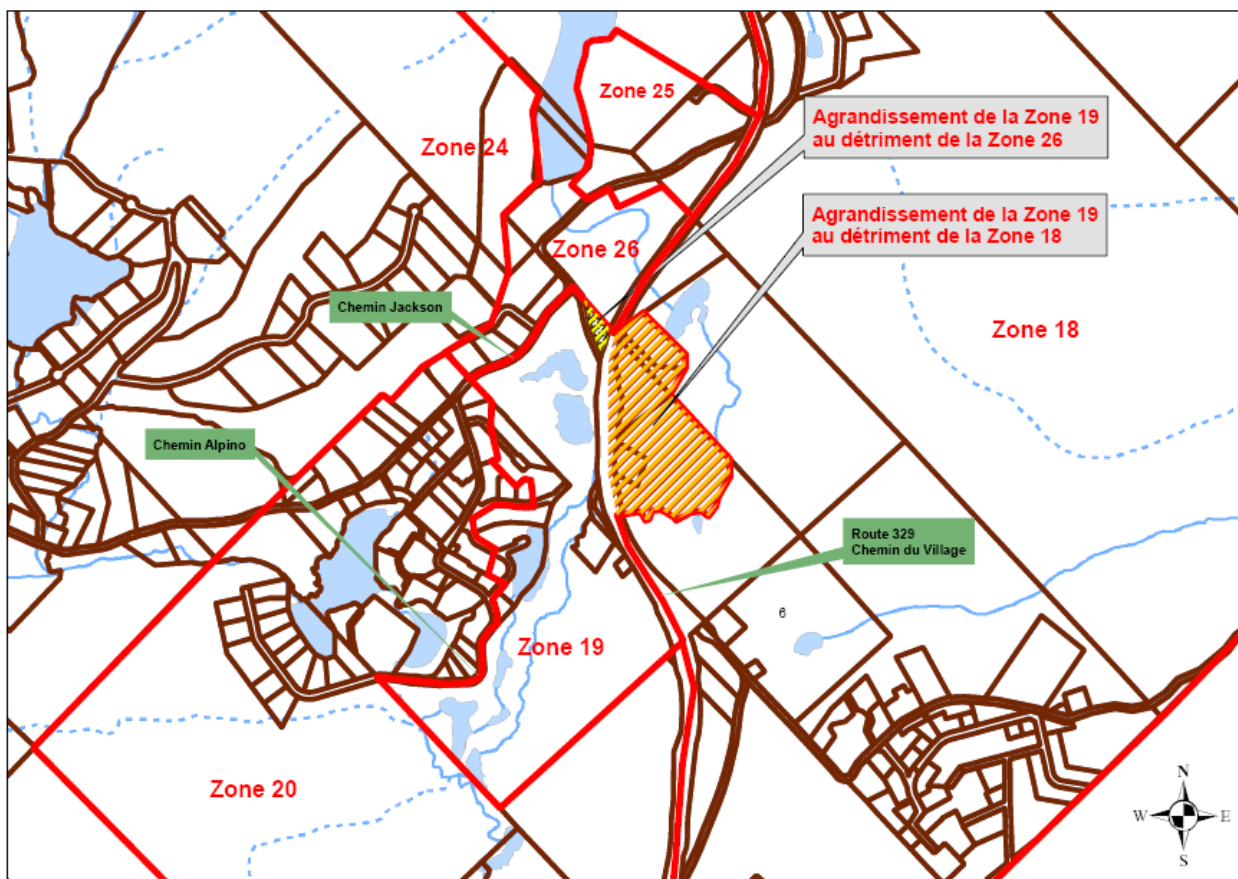 Zone 25
Agrandissement de la Zone 19
au détriment de la Zone 26
Zone 24
Agrandissement de la Zone 19
au détriment de la Zone 18
Zone 26
Chemin Jackson
Zone 18
Chemin Alpino
Route 329
Chemin du Village
6
Zone 19
Zone 20
N
W
E
S